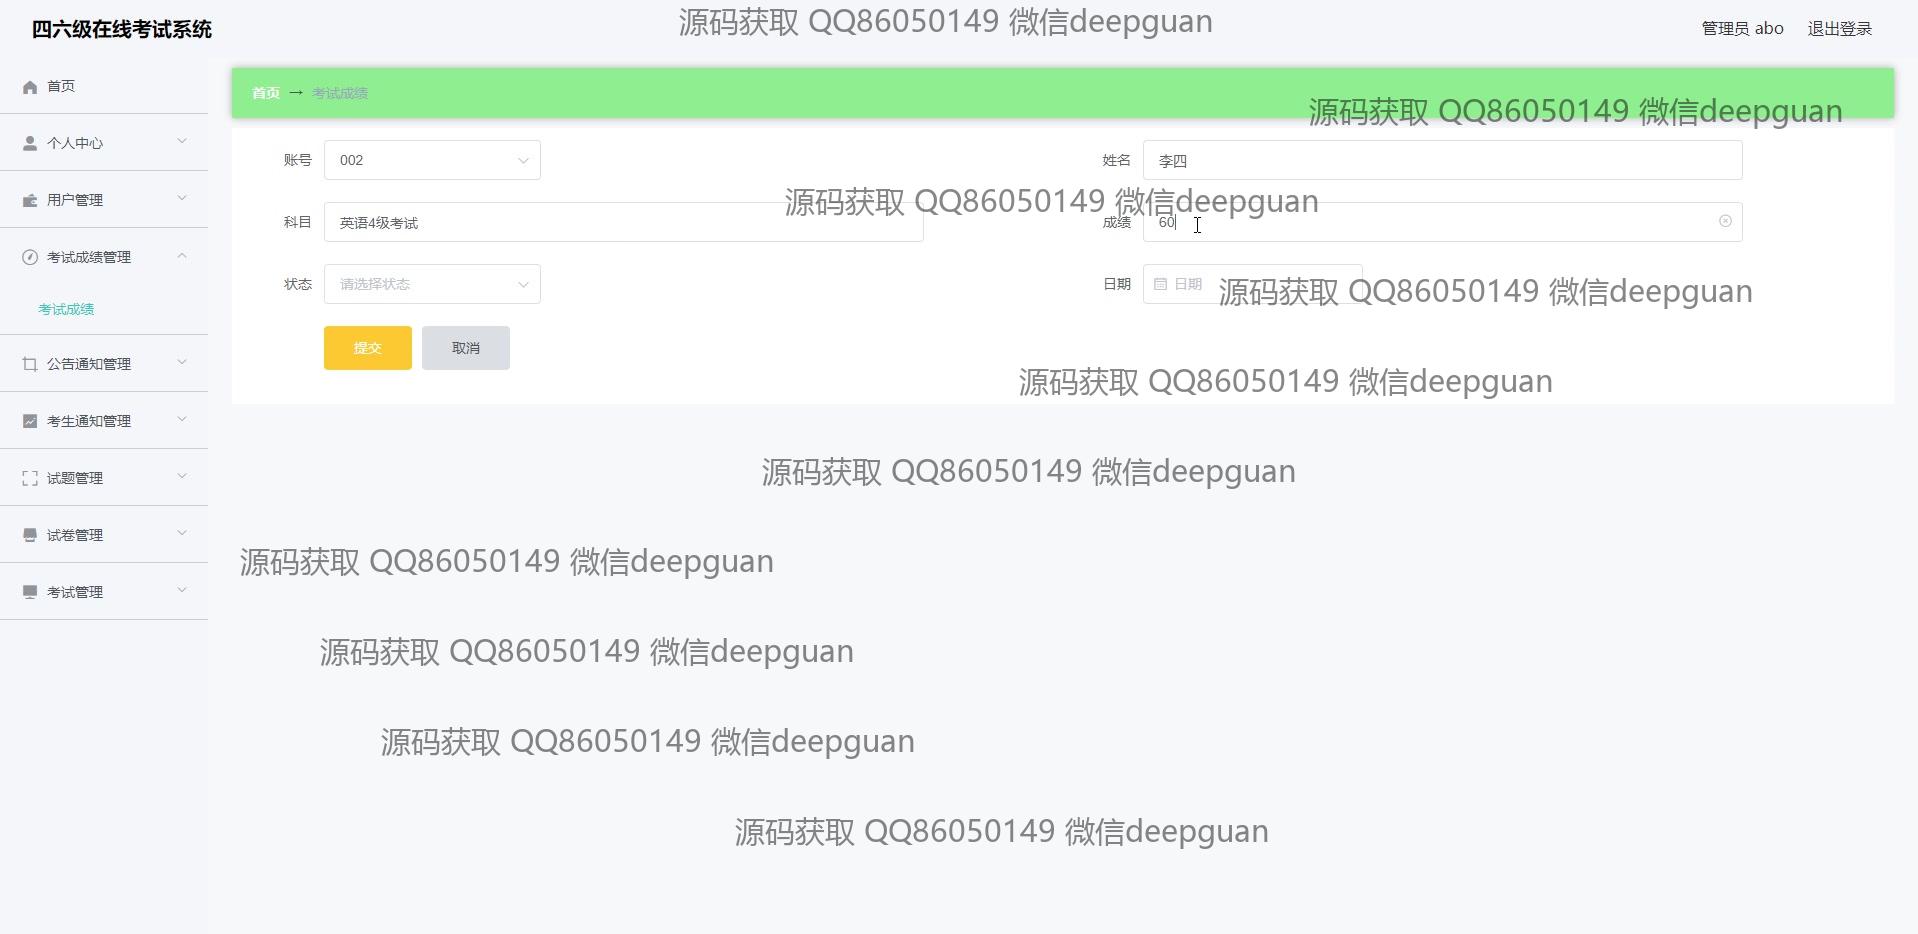 四六级在线考试系统
源码获取 QQ86050149 微信deepguan
管理员 abo 退出登录
首页
个人中心
用户管理
考试成绩管理
考试成绩
公告通知管理
考生通知管理
试题管理
试卷管理
考试管理
首页 → 考试成绩
源码获取 QQ86050149 微信deepguan
账号 002
姓名 李四
源码获取 QQ86050149 微信deepguan
科目 英语4级考试
成绩 60
状态 请选择状态
日期 日期
源码获取 QQ86050149 微信deepguan
提交 取消
源码获取 QQ86050149 微信deepguan
源码获取 QQ86050149 微信deepguan
源码获取 QQ86050149 微信deepguan
源码获取 QQ86050149 微信deepguan
源码获取 QQ86050149 微信deepguan
源码获取 QQ86050149 微信deepguan